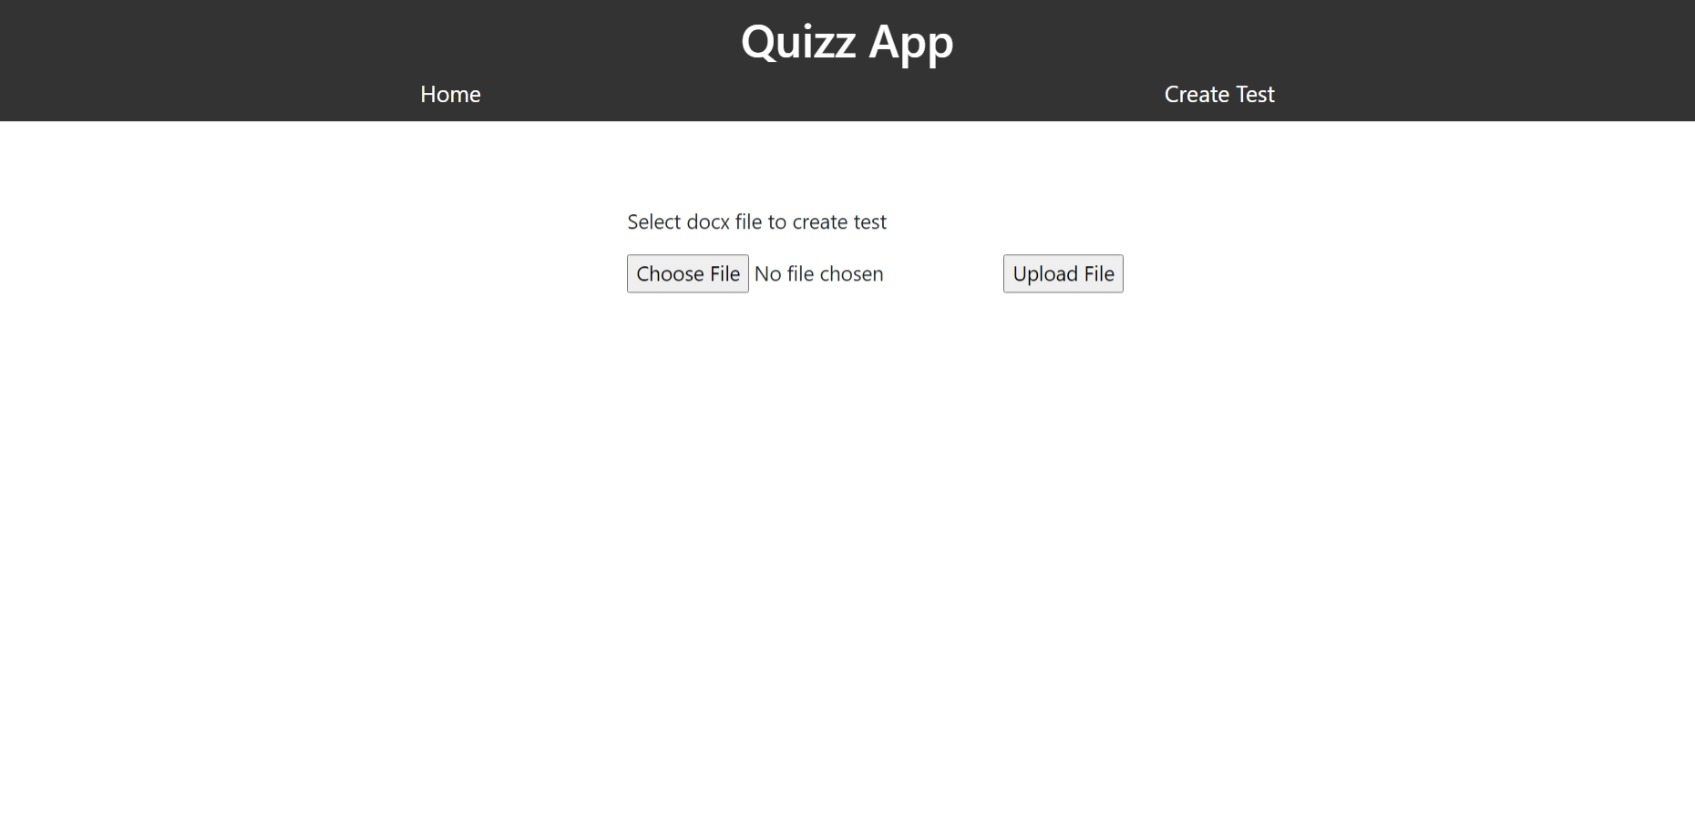 Quizz App
Home Create Test
Select docx file to create test
Choose File No file chosen Upload File